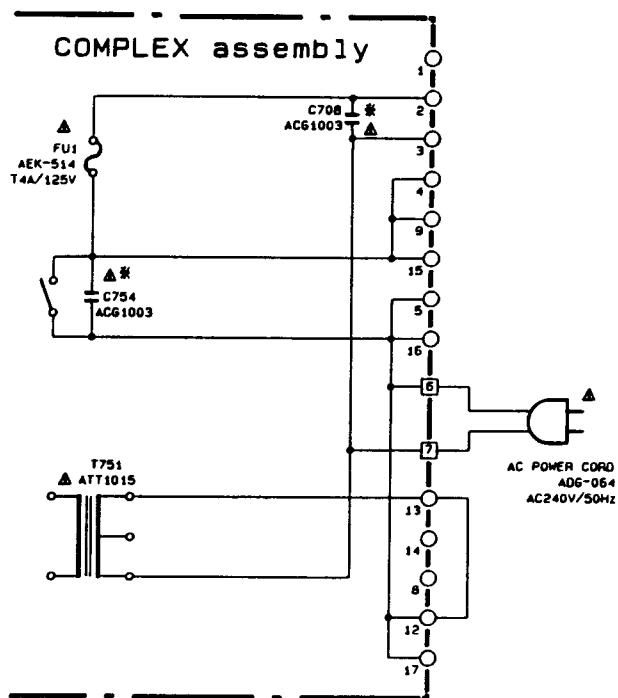 COMPLEX assembly
1
C708 ※
ACG1003
2
FU1
AEK-514
T4A/125V
3
4
9
15
※
C754
ACG1003
5
16
6
7
AC POWER CORD
ADG-064
AC240V/50Hz
T751
ATT1015
13
14
8
12
17